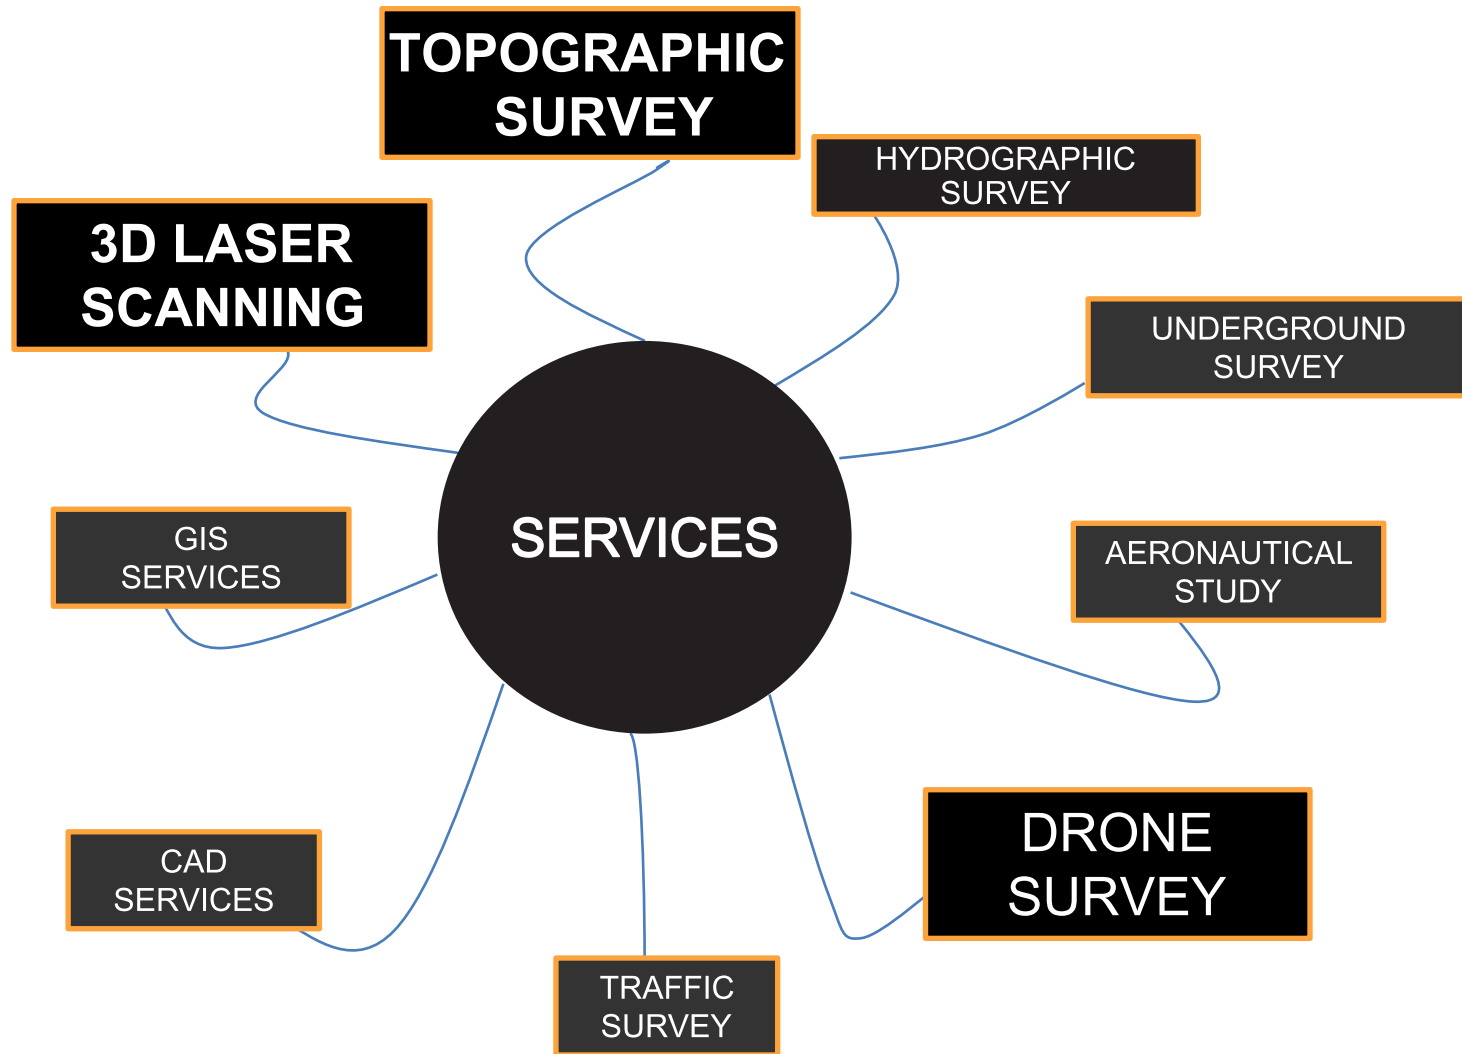 TOPOGRAPHIC
SURVEY
HYDROGRAPHIC
SURVEY
3D LASER
SCANNING
UNDERGROUND
SURVEY
SERVICES
GIS
SERVICES
AERONAUTICAL
STUDY
DRONE
SURVEY
CAD
SERVICES
TRAFFIC
SURVEY